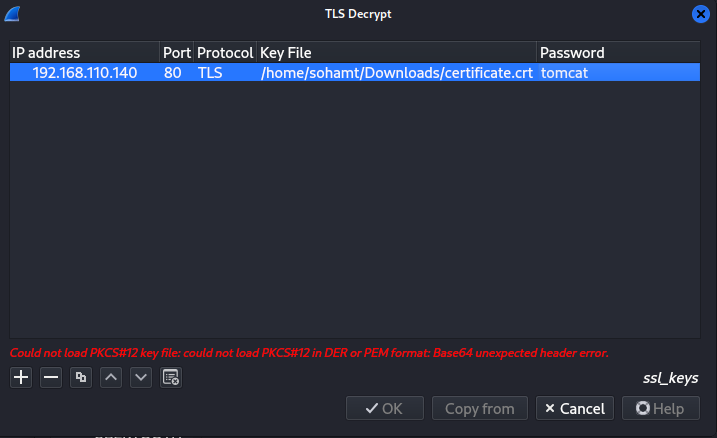 TLS Decrypt
IP address Port Protocol Key File Password
192.168.110.140 80 TLS /home/sohamt/Downloads/certificate.crt tomcat
Could not load PKCS#12 key file: could not load PKCS#12 in DER or PEM format: Base64 unexpected header error.
ssl_keys
OK Copy from Cancel Help